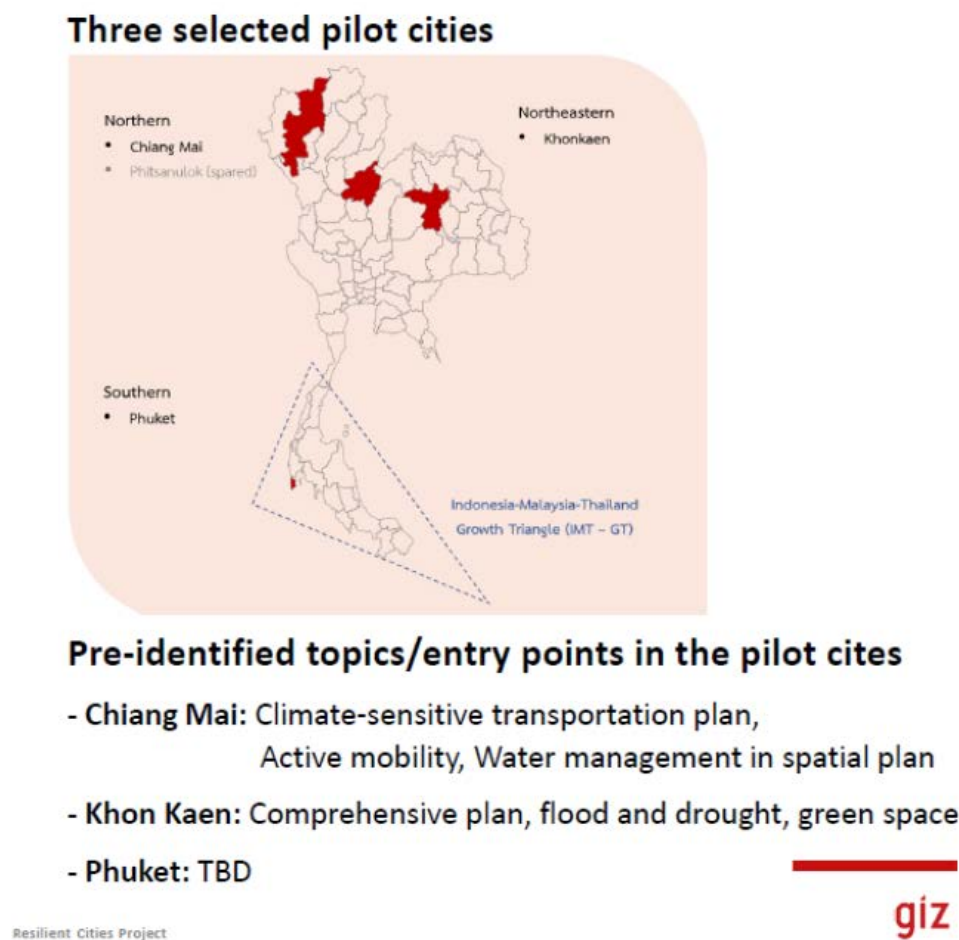 Three selected pilot cities
Northern
• Chiang Mai
• Phitsanulok (spared)
Northeastern
• Khonkaen
Southern
• Phuket
Indonesia-Malaysia-Thailand
Growth Triangle (IMT – GT)
Pre-identified topics/entry points in the pilot cites
- Chiang Mai: Climate-sensitive transportation plan,
Active mobility, Water management in spatial plan
- Khon Kaen: Comprehensive plan, flood and drought, green space
- Phuket: TBD
Resilient Cities Project
giz